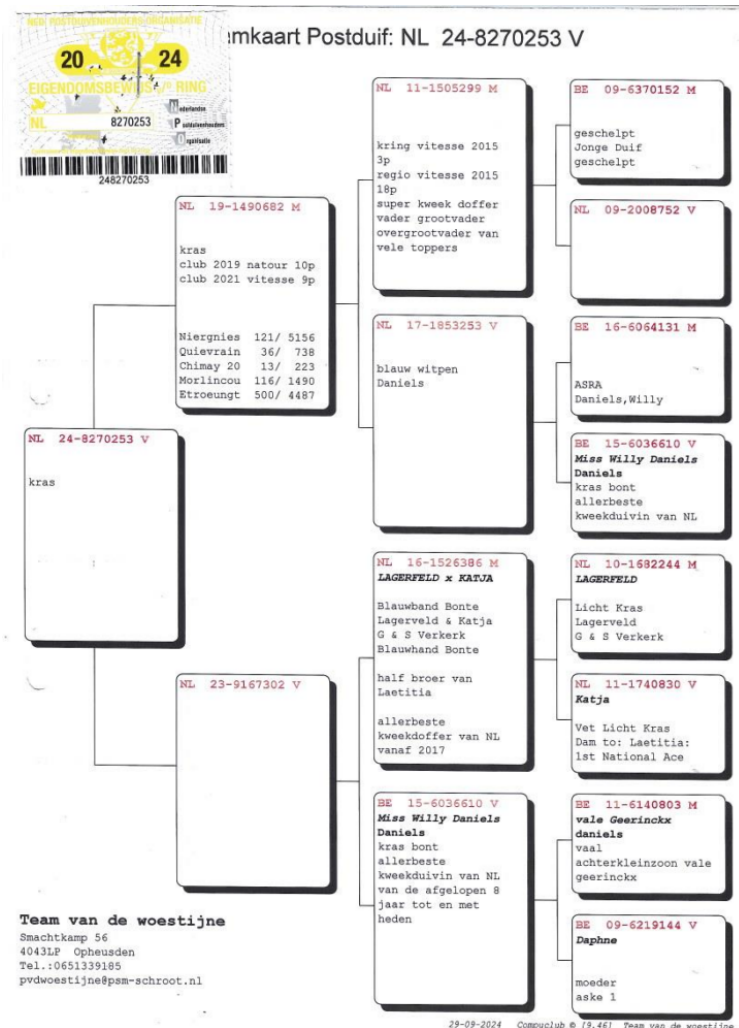 NED. POSTDUIVENHOUDERS-ORGANISATIE
20 24
EIGENDOMSBEWIJS / RING
Nederlandse
NL 8270253 Postduivenhouders
Organisatie
248270253
mkaart Postduif: NL 24-8270253 V
NL 24-8270253 V
kras
NL 19-1490682 M
kras
club 2019 natour 10p
club 2021 vitesse 9p
Niergnies 121/ 5156
Quievrain 36/ 738
Chimay 20 13/ 223
Morlincou 116/ 1490
Etroeungt 500/ 4487
NL 23-9167302 V
NL 11-1505299 M
kring vitesse 2015
3p
regio vitesse 2015
18p
super kweek doffer
vader grootvader
overgrootvader van
vele toppers
NL 17-1853253 V
blauw witpen
Daniels
NL 16-1526386 M
LAGERFELD x KATJA
Blauwband Bonte
Lagerveld & Katja
G & S Verkerk
Blauwhand Bonte
half broer van
Laetitia
allerbeste
kweekdoffer van NL
vanaf 2017
BE 15-6036610 V
Miss Willy Daniels
Daniels
kras bont
allerbeste
kweekduivin van NL
van de afgelopen 8
jaar tot en met
heden
BE 09-6370152 M
geschelpt
Jonge Duif
geschelpt
NL 09-2008752 V
BE 16-6064131 M
ASRA
Daniels,Willy
BE 15-6036610 V
Miss Willy Daniels
Daniels
kras bont
allerbeste
kweekduivin van NL
NL 10-1682244 M
LAGERFELD
Licht Kras
Lagerveld
G & S Verkerk
NL 11-1740830 V
Katja
Vet Licht Kras
Dam to: Laetitia:
1st National Ace
BE 11-6140803 M
vale Geerinckx
daniels
vaal
achterkleinzoon vale
geerinckx
BE 09-6219144 V
Daphne
moeder
aske 1
Team van de woestijne
Smachtkamp 56
4043LP Opheusden
Tel.:0651339185
pvdwoestijne@psm-schroot.nl
29-09-2024 Compuclub © [9.46] Team van de woestijne